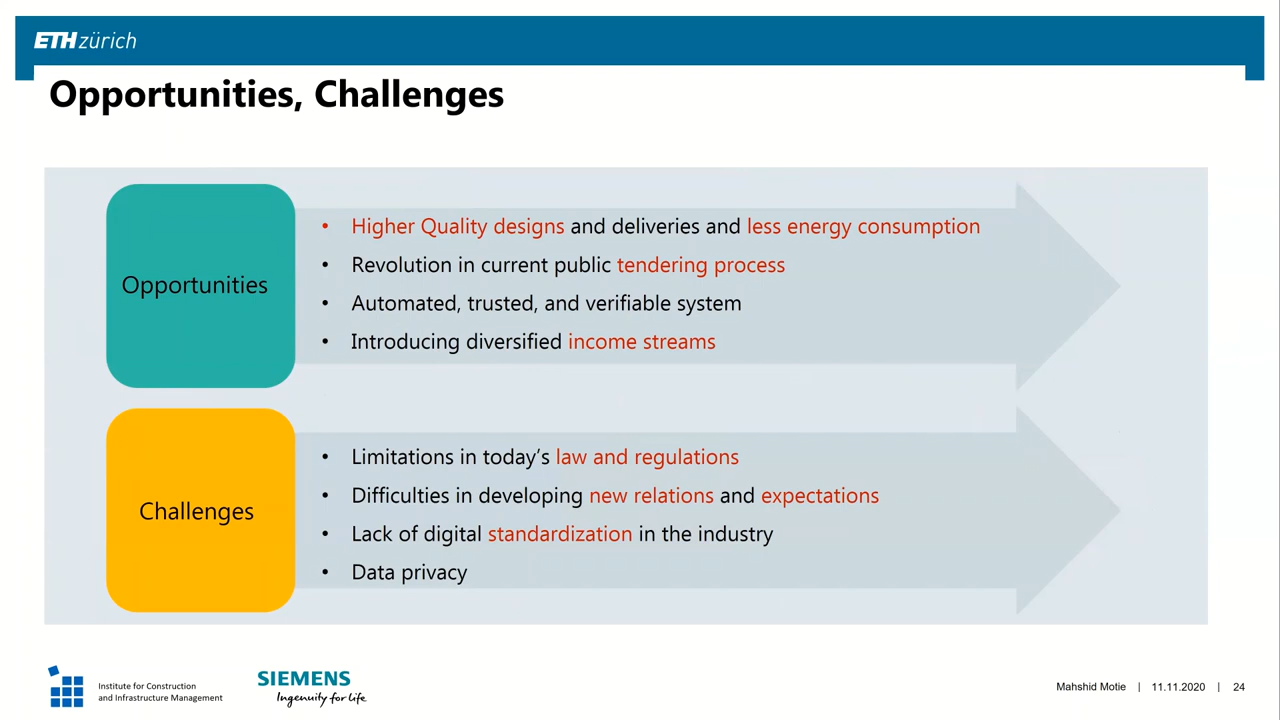 ETH zürich
Opportunities, Challenges
Opportunities
• Higher Quality designs and deliveries and less energy consumption
• Revolution in current public tendering process
• Automated, trusted, and verifiable system
• Introducing diversified income streams
Challenges
• Limitations in today's law and regulations
• Difficulties in developing new relations and expectations
• Lack of digital standardization in the industry
• Data privacy
Institute for Construction
and Infrastructure Management
SIEMENS
Ingenuity for life
Mahshid Motie | 11.11.2020 | 24